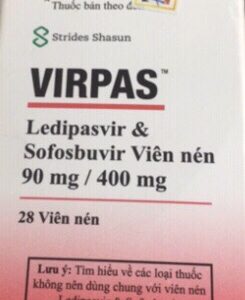 Thuốc bán theo đơn
Strides Shasun
VIRPAS™
Ledipasvir &
Sofosbuvir Viên nén
90 mg / 400 mg
28 Viên nén
Lưu ý: Tìm hiểu về các loại thuốc
không nên dùng chung với viên nén
Ledipasvir &